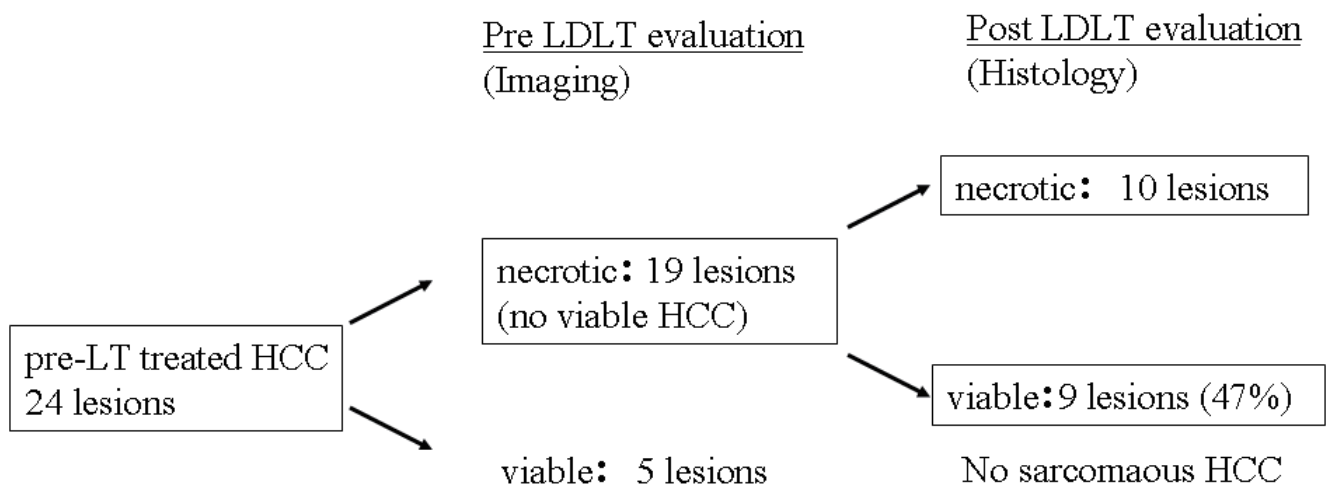 Pre LDLT evaluation
(Imaging)
Post LDLT evaluation
(Histology)
necrotic: 10 lesions
necrotic: 19 lesions
(no viable HCC)
pre-LT treated HCC
24 lesions
viable:9 lesions (47%)
viable: 5 lesions
No sarcomaous HCC